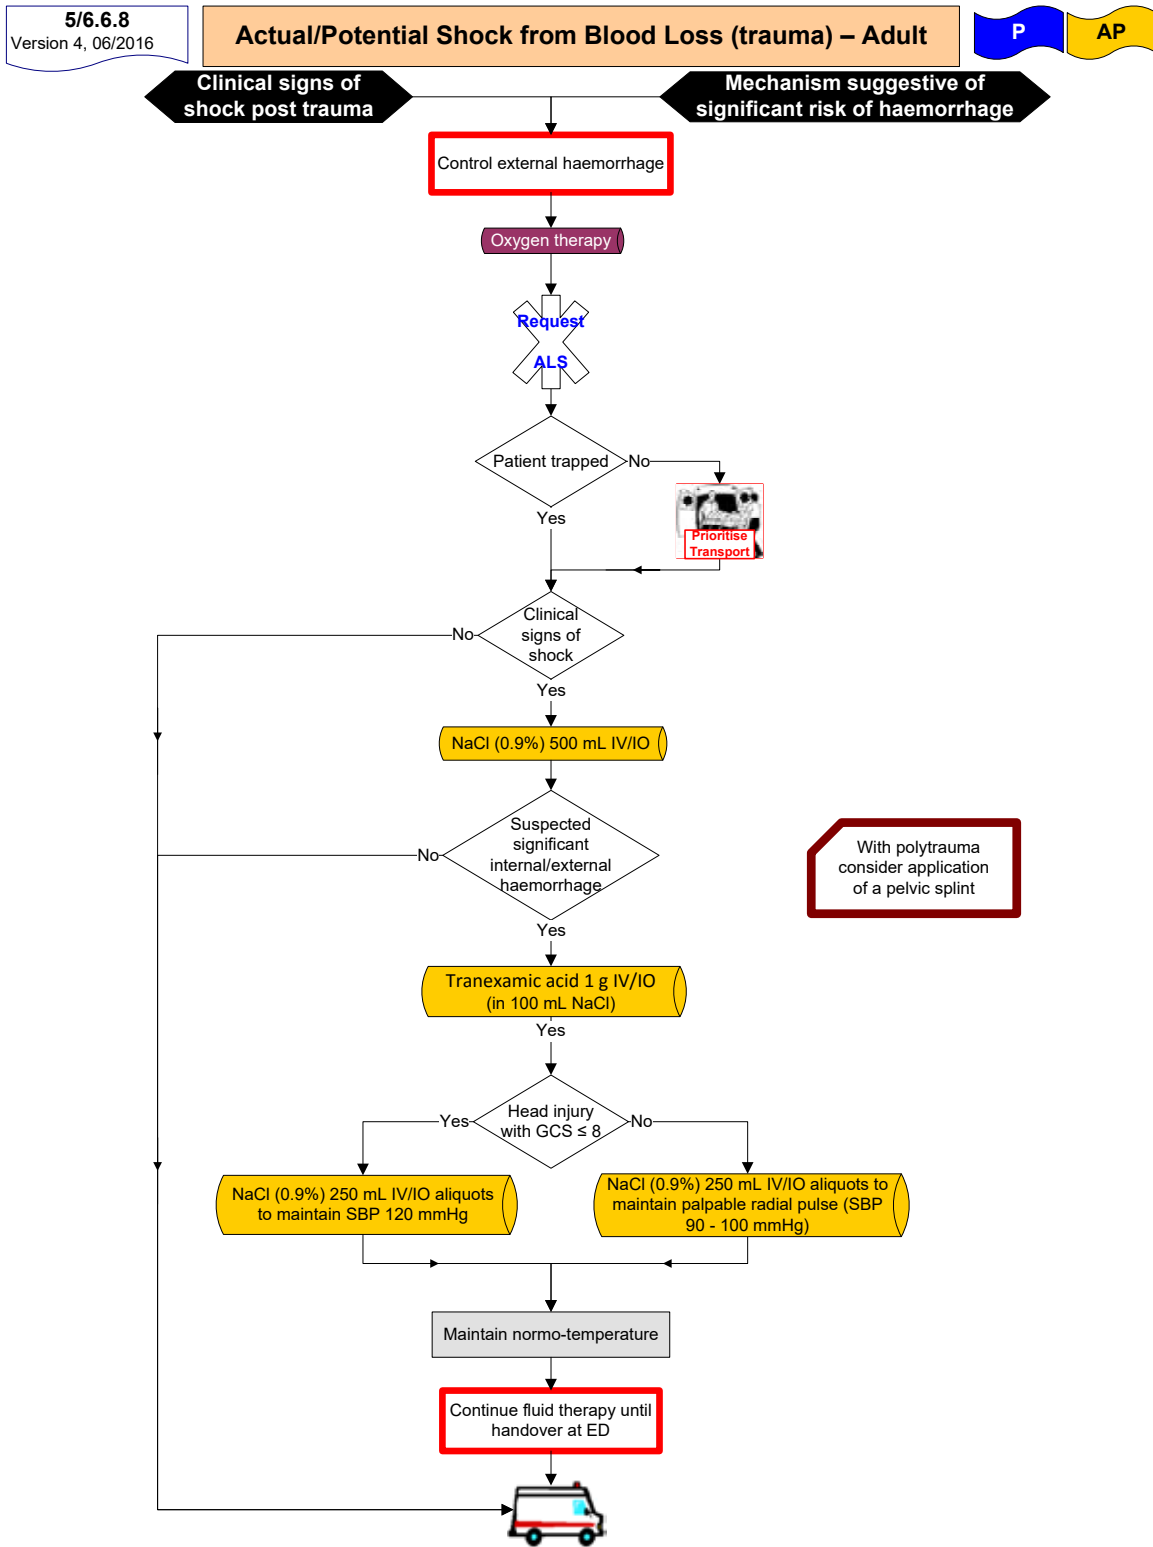 5/6.6.8
Version 4, 06/2016
Actual/Potential Shock from Blood Loss (trauma) – Adult
P
AP
Clinical signs of
shock post trauma
Mechanism suggestive of
significant risk of haemorrhage
Control external haemorrhage
Oxygen therapy
Request
ALS
Patient trapped
No
Yes
Prioritise
Transport
Clinical
signs of
shock
No
Yes
NaCl (0.9%) 500 mL IV/IO
Suspected
significant
internal/external
haemorrhage
No
Yes
With polytrauma
consider application
of a pelvic splint
Tranexamic acid 1 g IV/IO
(in 100 mL NaCl)
Yes
Head injury
with GCS ≤ 8
Yes
No
NaCl (0.9%) 250 mL IV/IO aliquots
to maintain SBP 120 mmHg
NaCl (0.9%) 250 mL IV/IO aliquots to
maintain palpable radial pulse (SBP
90 - 100 mmHg)
Maintain normo-temperature
Continue fluid therapy until
handover at ED